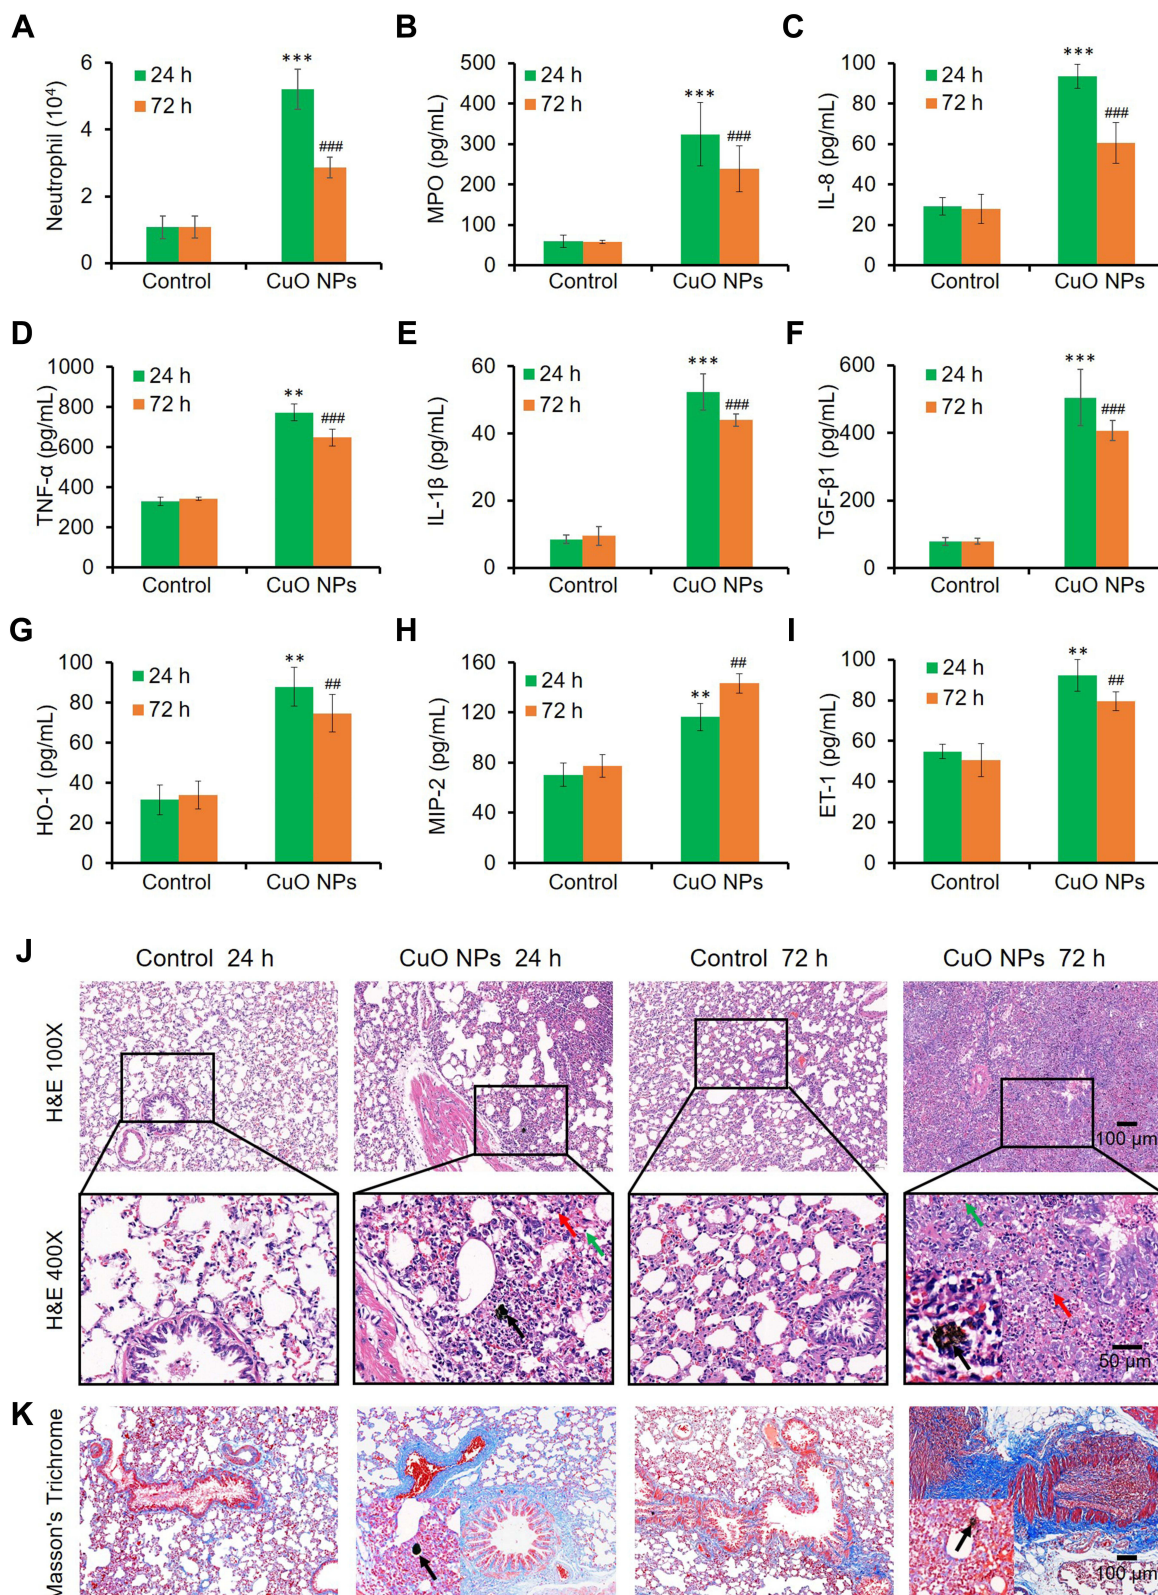 A
B
C
Neutrophil (10⁴)
6
4
2
0
24 h
72 h
***
###
Control
CuO NPs
MPO (pg/mL)
500
400
300
200
100
0
24 h
72 h
***
###
Control
CuO NPs
IL-8 (pg/mL)
100
80
60
40
20
0
24 h
72 h
***
###
Control
CuO NPs
D
E
F
TNF-α (pg/mL)
1000
800
600
400
200
0
24 h
72 h
**
###
Control
CuO NPs
IL-1β (pg/mL)
60
40
20
0
24 h
72 h
***
###
Control
CuO NPs
TGF-β1 (pg/mL)
600
400
200
0
24 h
72 h
***
###
Control
CuO NPs
G
H
I
HO-1 (pg/mL)
100
80
60
40
20
0
24 h
72 h
**
##
Control
CuO NPs
MIP-2 (pg/mL)
160
120
80
40
0
24 h
72 h
**
##
Control
CuO NPs
ET-1 (pg/mL)
100
80
60
40
20
0
24 h
72 h
**
##
Control
CuO NPs
J
Control 24 h
CuO NPs 24 h
Control 72 h
CuO NPs 72 h
H&E 100X
100 µm
H&E 400X
50 µm
K
Masson's Trichrome
100 µm